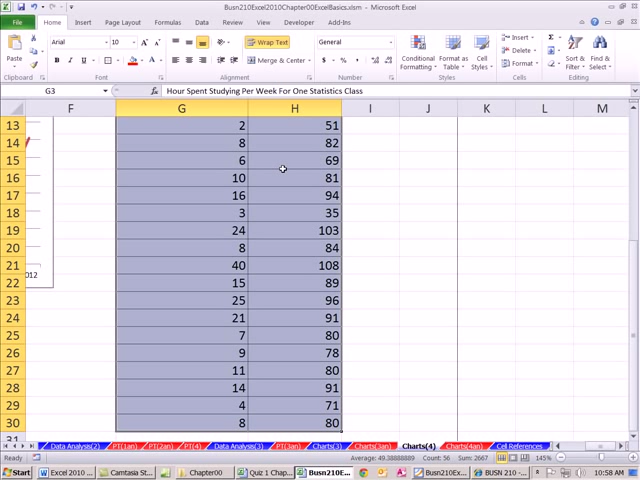 Busn210Excel2010Chapter00ExcelBasics.xlsm - Microsoft Excel
File Home Insert Page Layout Formulas Data Review View Developer Add-Ins
Paste Arial 10 Wrap Text General Conditional Formatting Format as Table Cell Styles Insert Delete Format Sort & Filter Find & Select
B I U Merge & Center $ % ,
Clipboard Font Alignment Number Styles Cells Editing
G3 fx Hour Spent Studying Per Week For One Statistics Class
F G H I J K L M
13 2 51
14 8 82
15 6 69
16 10 81
17 16 94
18 3 35
19 24 103
20 8 84
21 40 108
012
22 15 89
23 25 96
24 21 91
25 7 80
26 9 78
27 11 80
28 14 91
29 4 71
30 8 80
31
Data Analysis(2) PT(1an) PT(2an) PT(4) Data Analysis(3) PT(3an) Charts(3) Charts(3an) Charts(4) Charts(4an) Cell References
Ready Average: 49.38888889 Count: 56 Sum: 2667 145%
Start Excel 2010 ... Camtasia St... Chapter00 Quiz 1 Chap... Busn210E... Busn210Ex... BUSN 210 -... 10:58 AM